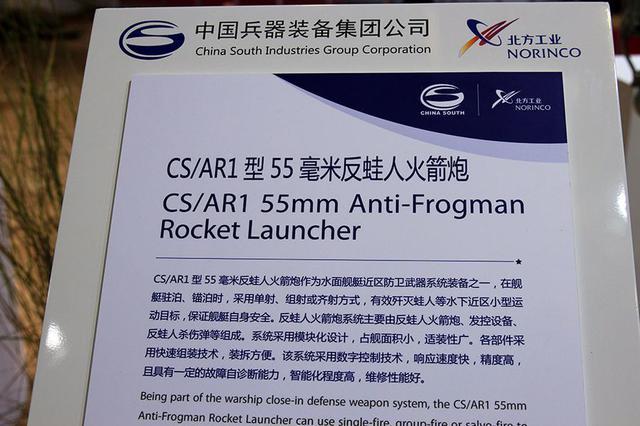 中国兵器装备集团公司
China South Industries Group Corporation
北方工业
NORINCO
CHINA SOUTH
北方工业
NORINCO
CS/AR1 型 55 毫米反蛙人火箭炮
CS/AR1 55mm Anti-Frogman
Rocket Launcher
CS/AR1 型 55 毫米反蛙人火箭炮作为水面舰艇近区防卫武器系统装备之一，在舰
艇驻泊、锚泊时，采用单射、组射或齐射方式，有效歼灭蛙人等水下近区小型运
动目标，保证舰艇自身安全。反蛙人火箭炮系统主要由反蛙人火箭炮、发控设备、
反蛙人杀伤弹等组成。系统采用模块化设计，占舰面积小，适装性广。各部件采
用快速组装技术，装拆方便。该系统采用数字控制技术，响应速度快，精度高，
且具有一定的故障自诊断能力，智能化程度高，维修性能好。
Being part of the warship close-in defense weapon system, the CS/AR1 55mm
Anti-Frogman Rocket Launcher can use single-fire, group-fire or salvo-fire to